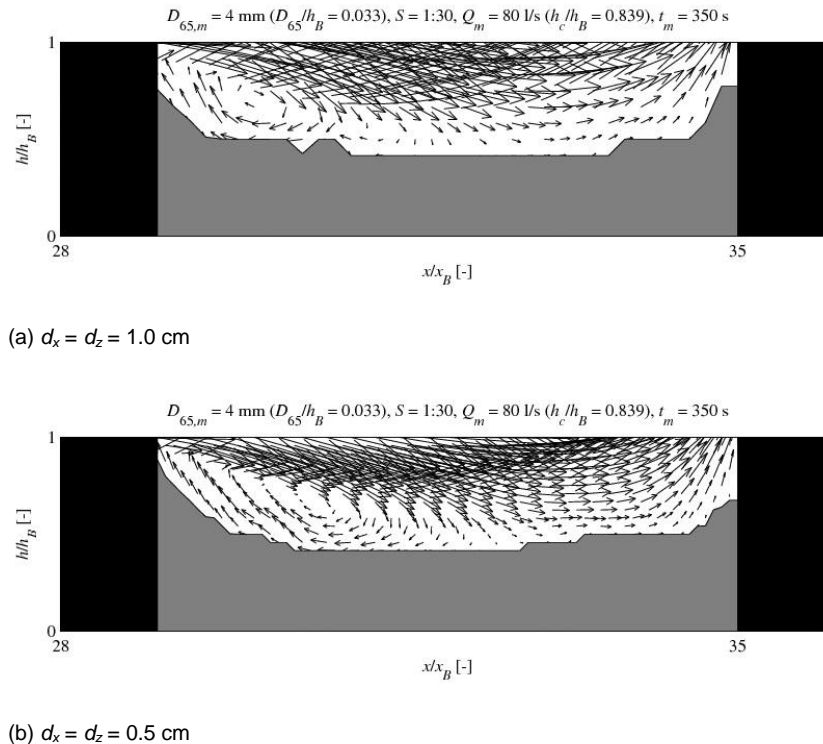 D65,m = 4 mm (D65/hB = 0.033), S = 1:30, Qm = 80 l/s (hc/hB = 0.839), tm = 350 s
1
h/hB [-]
0
28
35
x/xB [-]
(a) dx = dz = 1.0 cm
D65,m = 4 mm (D65/hB = 0.033), S = 1:30, Qm = 80 l/s (hc/hB = 0.839), tm = 350 s
1
h/hB [-]
0
28
35
x/xB [-]
(b) dx = dz = 0.5 cm